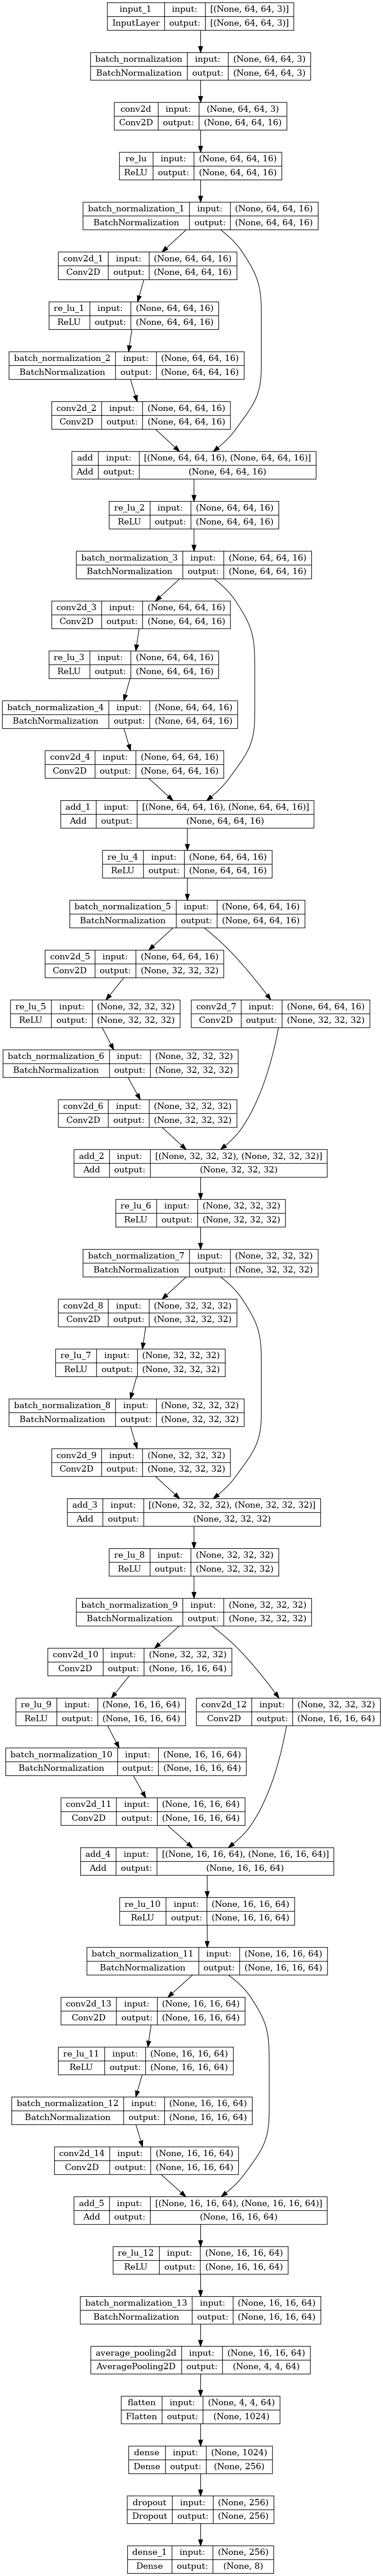 input_1 input: [(None, 64, 64, 3)]
InputLayer output: [(None, 64, 64, 3)]
batch_normalization input: (None, 64, 64, 3)
BatchNormalization output: (None, 64, 64, 3)
conv2d input: (None, 64, 64, 3)
Conv2D output: (None, 64, 64, 16)
re_lu input: (None, 64, 64, 16)
ReLU output: (None, 64, 64, 16)
batch_normalization_1 input: (None, 64, 64, 16)
BatchNormalization output: (None, 64, 64, 16)
conv2d_1 input: (None, 64, 64, 16)
Conv2D output: (None, 64, 64, 16)
re_lu_1 input: (None, 64, 64, 16)
ReLU output: (None, 64, 64, 16)
batch_normalization_2 input: (None, 64, 64, 16)
BatchNormalization output: (None, 64, 64, 16)
conv2d_2 input: (None, 64, 64, 16)
Conv2D output: (None, 64, 64, 16)
add input: [(None, 64, 64, 16), (None, 64, 64, 16)]
Add output: (None, 64, 64, 16)
re_lu_2 input: (None, 64, 64, 16)
ReLU output: (None, 64, 64, 16)
batch_normalization_3 input: (None, 64, 64, 16)
BatchNormalization output: (None, 64, 64, 16)
conv2d_3 input: (None, 64, 64, 16)
Conv2D output: (None, 64, 64, 16)
re_lu_3 input: (None, 64, 64, 16)
ReLU output: (None, 64, 64, 16)
batch_normalization_4 input: (None, 64, 64, 16)
BatchNormalization output: (None, 64, 64, 16)
conv2d_4 input: (None, 64, 64, 16)
Conv2D output: (None, 64, 64, 16)
add_1 input: [(None, 64, 64, 16), (None, 64, 64, 16)]
Add output: (None, 64, 64, 16)
re_lu_4 input: (None, 64, 64, 16)
ReLU output: (None, 64, 64, 16)
batch_normalization_5 input: (None, 64, 64, 16)
BatchNormalization output: (None, 64, 64, 16)
conv2d_5 input: (None, 64, 64, 16)
Conv2D output: (None, 32, 32, 32)
re_lu_5 input: (None, 32, 32, 32)
ReLU output: (None, 32, 32, 32)
conv2d_7 input: (None, 64, 64, 16)
Conv2D output: (None, 32, 32, 32)
batch_normalization_6 input: (None, 32, 32, 32)
BatchNormalization output: (None, 32, 32, 32)
conv2d_6 input: (None, 32, 32, 32)
Conv2D output: (None, 32, 32, 32)
add_2 input: [(None, 32, 32, 32), (None, 32, 32, 32)]
Add output: (None, 32, 32, 32)
re_lu_6 input: (None, 32, 32, 32)
ReLU output: (None, 32, 32, 32)
batch_normalization_7 input: (None, 32, 32, 32)
BatchNormalization output: (None, 32, 32, 32)
conv2d_8 input: (None, 32, 32, 32)
Conv2D output: (None, 32, 32, 32)
re_lu_7 input: (None, 32, 32, 32)
ReLU output: (None, 32, 32, 32)
batch_normalization_8 input: (None, 32, 32, 32)
BatchNormalization output: (None, 32, 32, 32)
conv2d_9 input: (None, 32, 32, 32)
Conv2D output: (None, 32, 32, 32)
add_3 input: [(None, 32, 32, 32), (None, 32, 32, 32)]
Add output: (None, 32, 32, 32)
re_lu_8 input: (None, 32, 32, 32)
ReLU output: (None, 32, 32, 32)
batch_normalization_9 input: (None, 32, 32, 32)
BatchNormalization output: (None, 32, 32, 32)
conv2d_10 input: (None, 32, 32, 32)
Conv2D output: (None, 16, 16, 64)
re_lu_9 input: (None, 16, 16, 64)
ReLU output: (None, 16, 16, 64)
conv2d_12 input: (None, 32, 32, 32)
Conv2D output: (None, 16, 16, 64)
batch_normalization_10 input: (None, 16, 16, 64)
BatchNormalization output: (None, 16, 16, 64)
conv2d_11 input: (None, 16, 16, 64)
Conv2D output: (None, 16, 16, 64)
add_4 input: [(None, 16, 16, 64), (None, 16, 16, 64)]
Add output: (None, 16, 16, 64)
re_lu_10 input: (None, 16, 16, 64)
ReLU output: (None, 16, 16, 64)
batch_normalization_11 input: (None, 16, 16, 64)
BatchNormalization output: (None, 16, 16, 64)
conv2d_13 input: (None, 16, 16, 64)
Conv2D output: (None, 16, 16, 64)
re_lu_11 input: (None, 16, 16, 64)
ReLU output: (None, 16, 16, 64)
batch_normalization_12 input: (None, 16, 16, 64)
BatchNormalization output: (None, 16, 16, 64)
conv2d_14 input: (None, 16, 16, 64)
Conv2D output: (None, 16, 16, 64)
add_5 input: [(None, 16, 16, 64), (None, 16, 16, 64)]
Add output: (None, 16, 16, 64)
re_lu_12 input: (None, 16, 16, 64)
ReLU output: (None, 16, 16, 64)
batch_normalization_13 input: (None, 16, 16, 64)
BatchNormalization output: (None, 16, 16, 64)
average_pooling2d input: (None, 16, 16, 64)
AveragePooling2D output: (None, 4, 4, 64)
flatten input: (None, 4, 4, 64)
Flatten output: (None, 1024)
dense input: (None, 1024)
Dense output: (None, 256)
dropout input: (None, 256)
Dropout output: (None, 256)
dense_1 input: (None, 256)
Dense output: (None, 8)